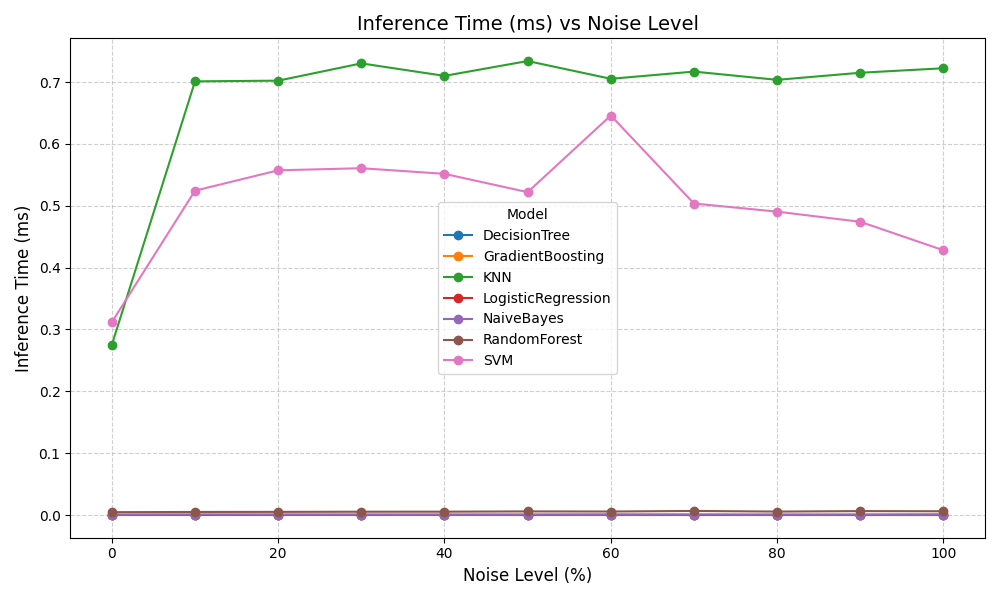 Inference Time (ms) vs Noise Level
Inference Time (ms)
0.7
0.6
0.5
0.4
0.3
0.2
0.1
0.0
Model
DecisionTree
GradientBoosting
KNN
LogisticRegression
NaiveBayes
RandomForest
SVM
0
20
40
60
80
100
Noise Level (%)